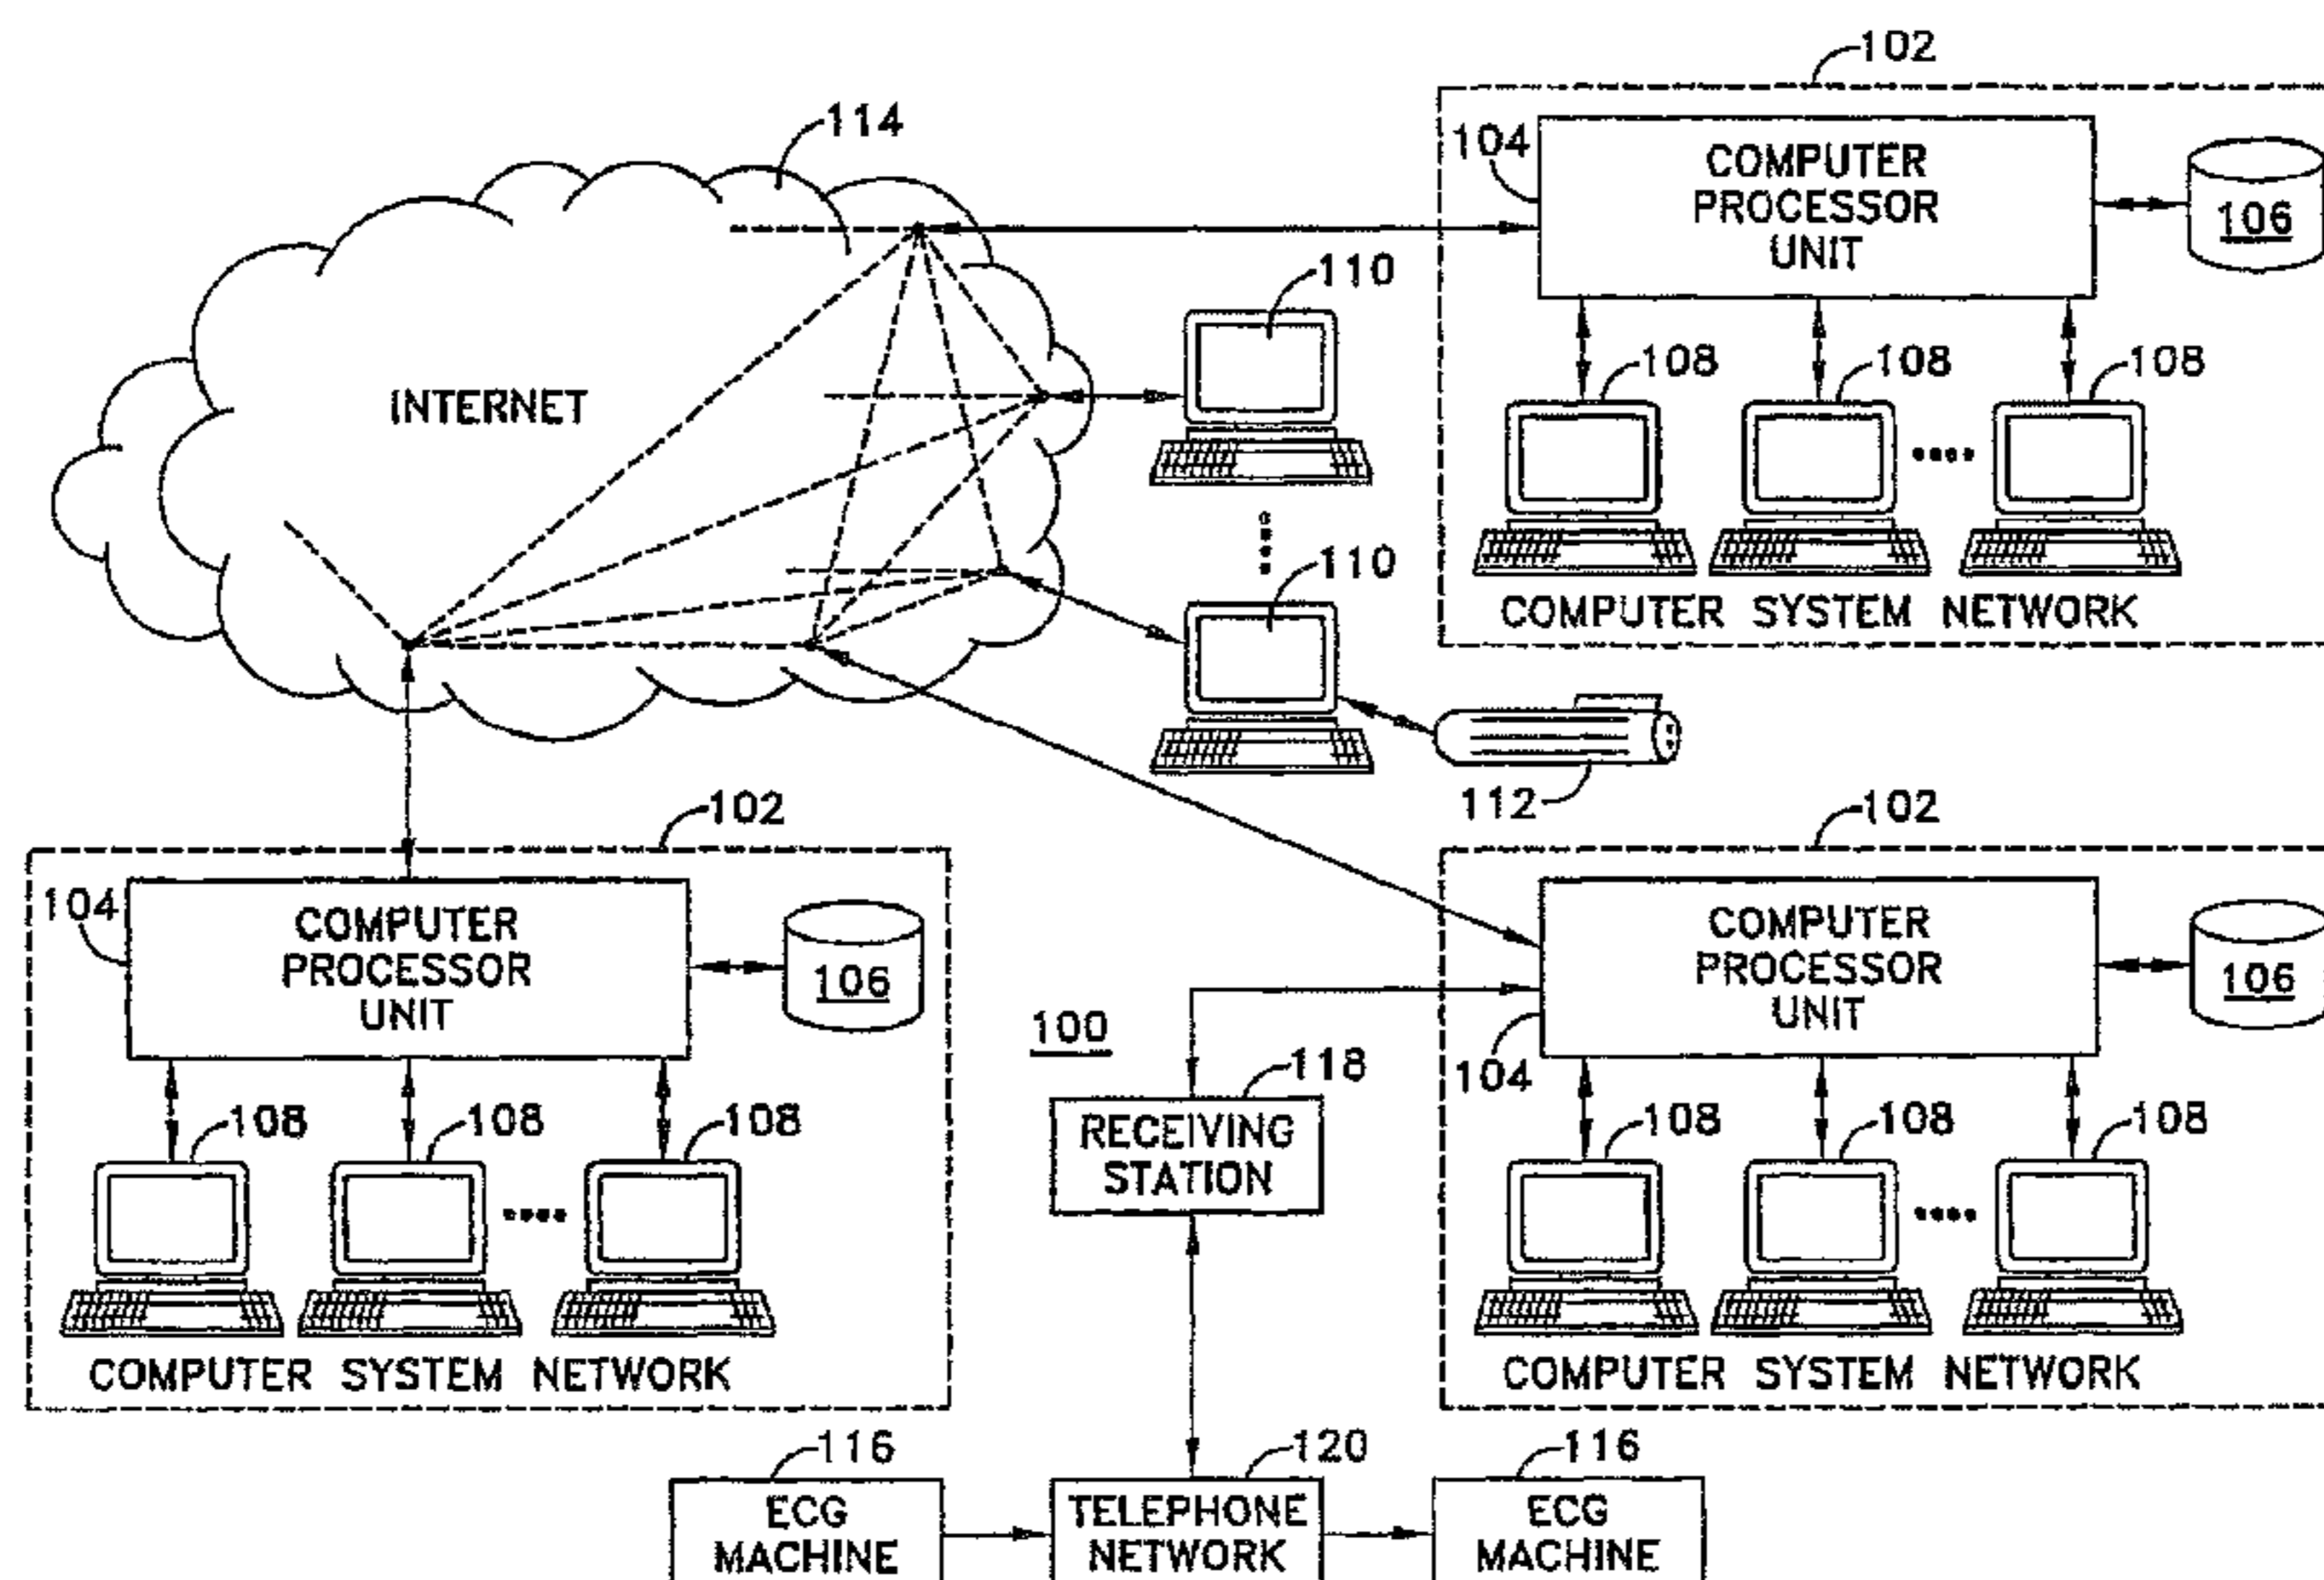 102
114
104
COMPUTER
PROCESSOR
UNIT
106
110
108
108
108
INTERNET
COMPUTER SYSTEM NETWORK
110
112
102
104
COMPUTER
PROCESSOR
UNIT
106
108
108
108
COMPUTER SYSTEM NETWORK
102
COMPUTER
PROCESSOR
UNIT
106
104
108
108
108
COMPUTER SYSTEM NETWORK
100
118
RECEIVING
STATION
116
ECG
MACHINE
120
TELEPHONE
NETWORK
116
ECG
MACHINE